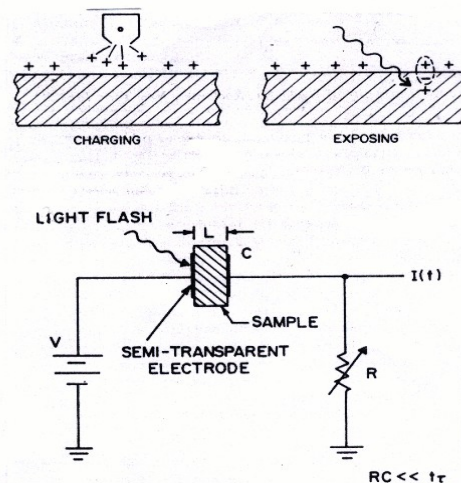 + + + + + + + +
+ + + + + + +
-
+
CHARGING
EXPOSING
LIGHT FLASH
L
C
I(t)
SAMPLE
V
SEMI-TRANSPARENT
ELECTRODE
R
RC << tτ